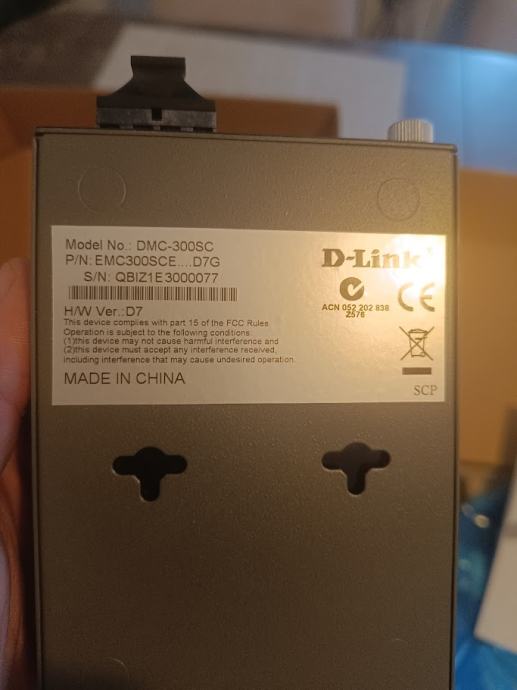 Model No.: DMC-300SC
P/N: EMC300SCE....D7G
S/N: QBIZ1E3000077
H/W Ver.:D7
This device complies with part 15 of the FCC Rules
Operation is subject to the following conditions
(1)this device may not cause harmful interference and
(2)this device must accept any interference received,
including interference that may cause undesired operation.
MADE IN CHINA
D-Link
CE
ACN 052 202 838
2576
SCP